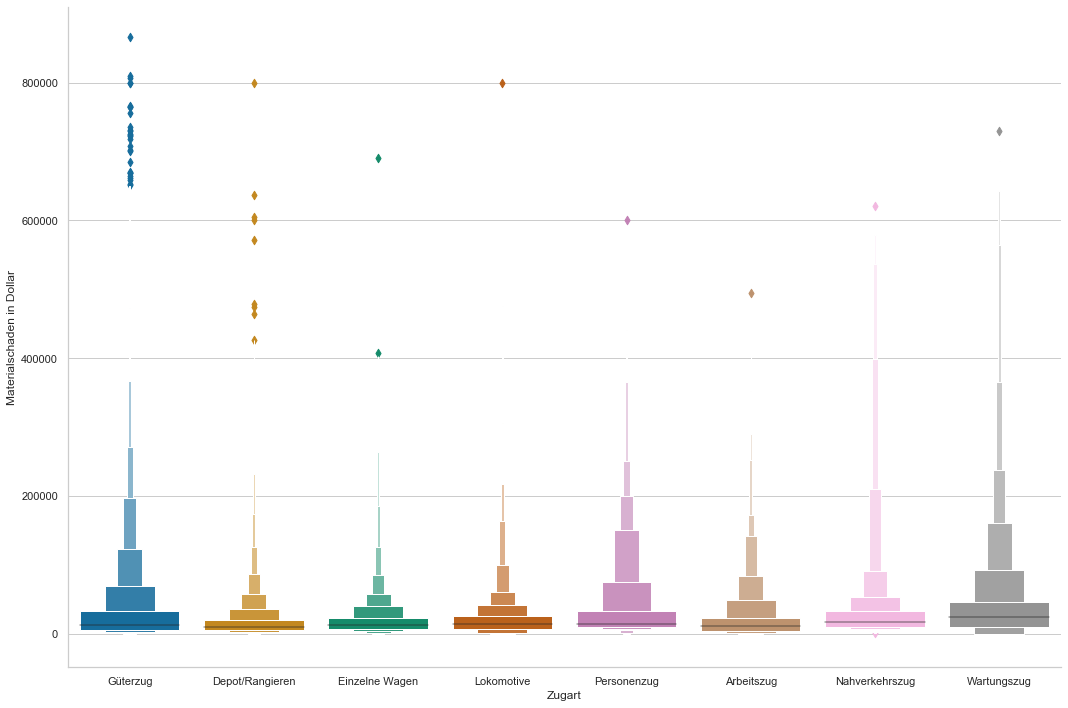 800000
600000
400000
200000
0
Materialschaden in Dollar
Güterzug Depot/Rangieren Einzelne Wagen Lokomotive Personenzug Arbeitszug Nahverkehrszug Wartungszug
Zugart